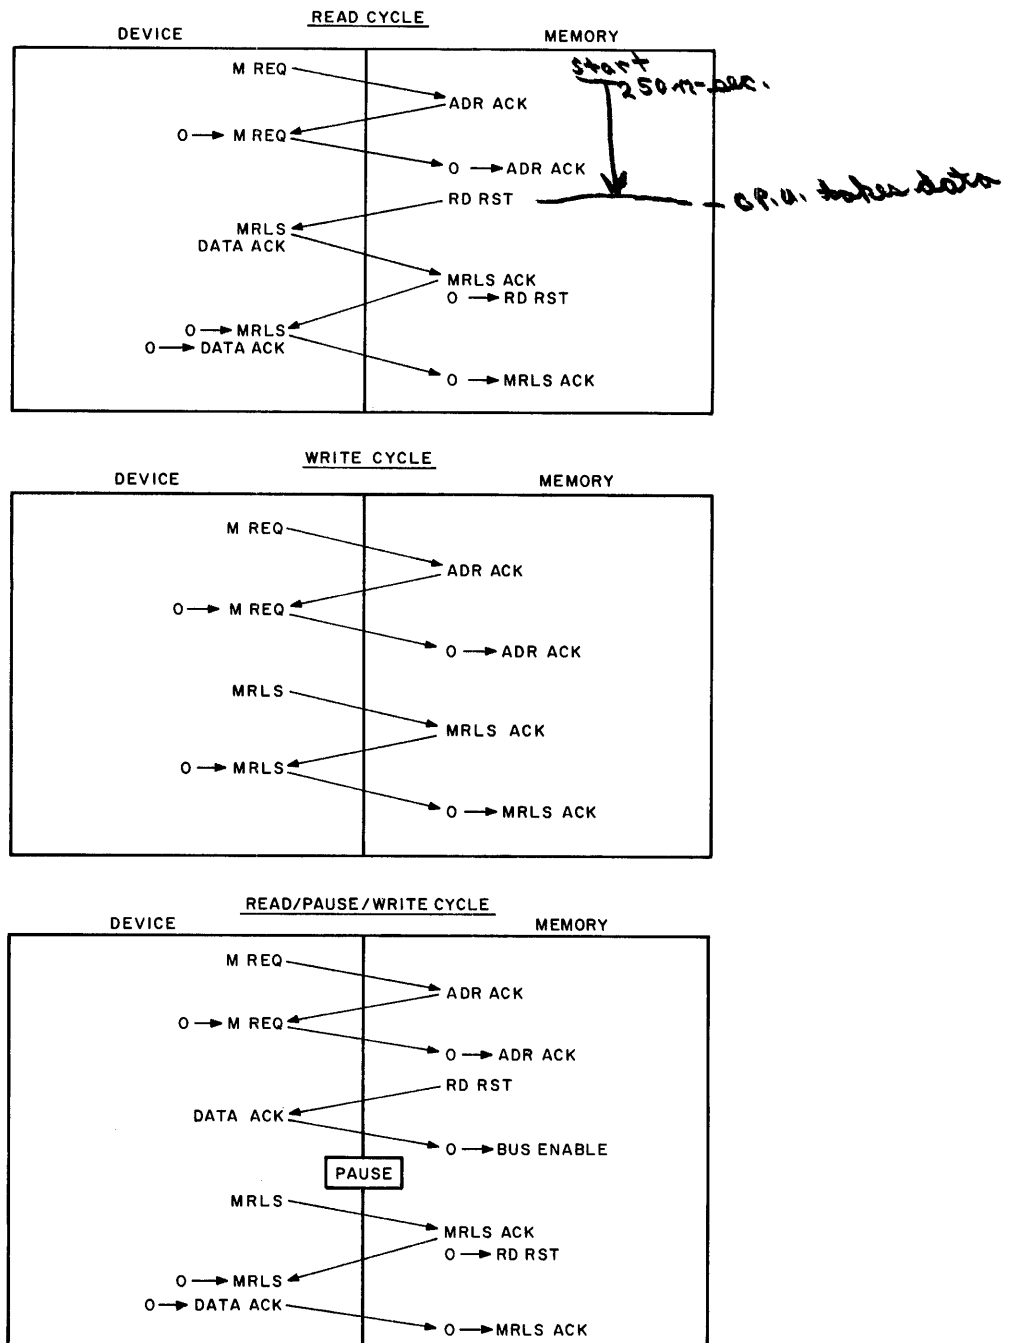 READ CYCLE
DEVICE MEMORY
M REQ start
250 n-sec.
ADR ACK
0 → M REQ
0 → ADR ACK
RD RST - C.P.U. takes data
MRLS
DATA ACK
MRLS ACK
0 → RD RST
0 → MRLS
0 → DATA ACK
0 → MRLS ACK
WRITE CYCLE
DEVICE MEMORY
M REQ
ADR ACK
0 → M REQ
0 → ADR ACK
MRLS
MRLS ACK
0 → MRLS
0 → MRLS ACK
READ/PAUSE/WRITE CYCLE
DEVICE MEMORY
M REQ
ADR ACK
0 → M REQ
0 → ADR ACK
RD RST
DATA ACK
0 → BUS ENABLE
PAUSE
MRLS
MRLS ACK
0 → RD RST
0 → MRLS
0 → DATA ACK
0 → MRLS ACK